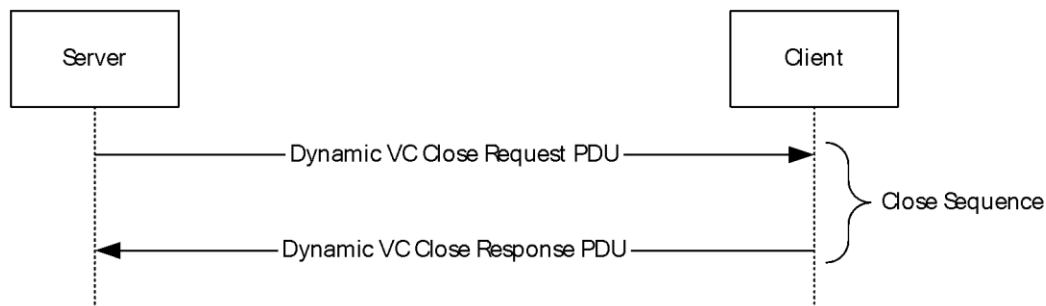 Server
Client
Dynamic VC Close Request PDU
Close Sequence
Dynamic VC Close Response PDU